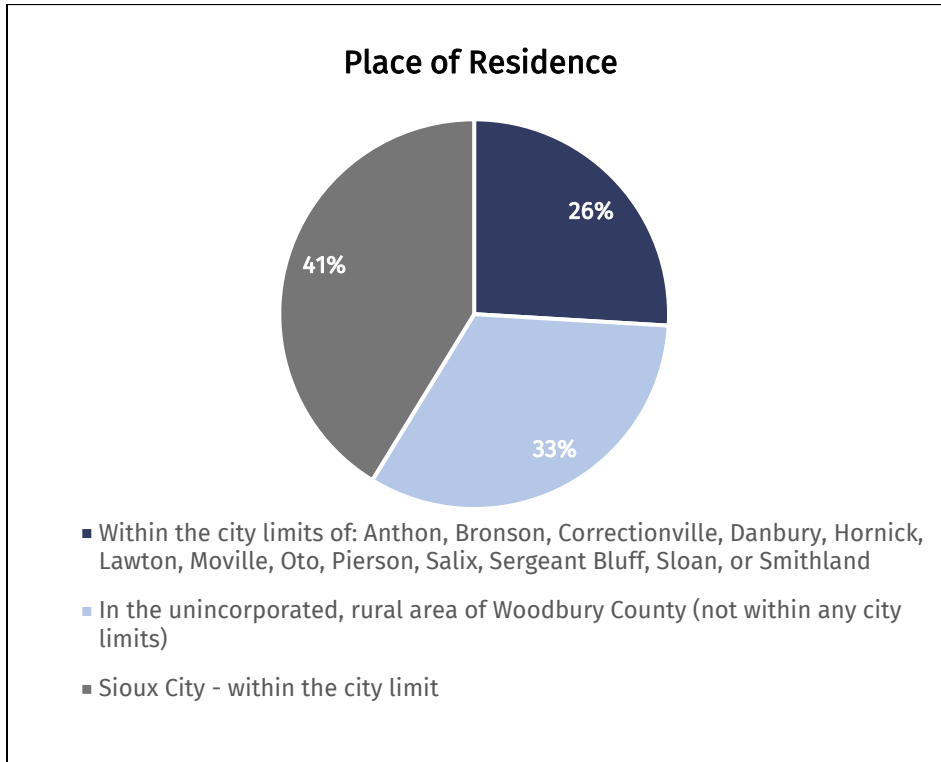 Place of Residence
26%
41%
33%
Within the city limits of: Anthon, Bronson, Correctionville, Danbury, Hornick,
Lawton, Moville, Oto, Pierson, Salix, Sergeant Bluff, Sloan, or Smithland
In the unincorporated, rural area of Woodbury County (not within any city
limits)
Sioux City - within the city limit